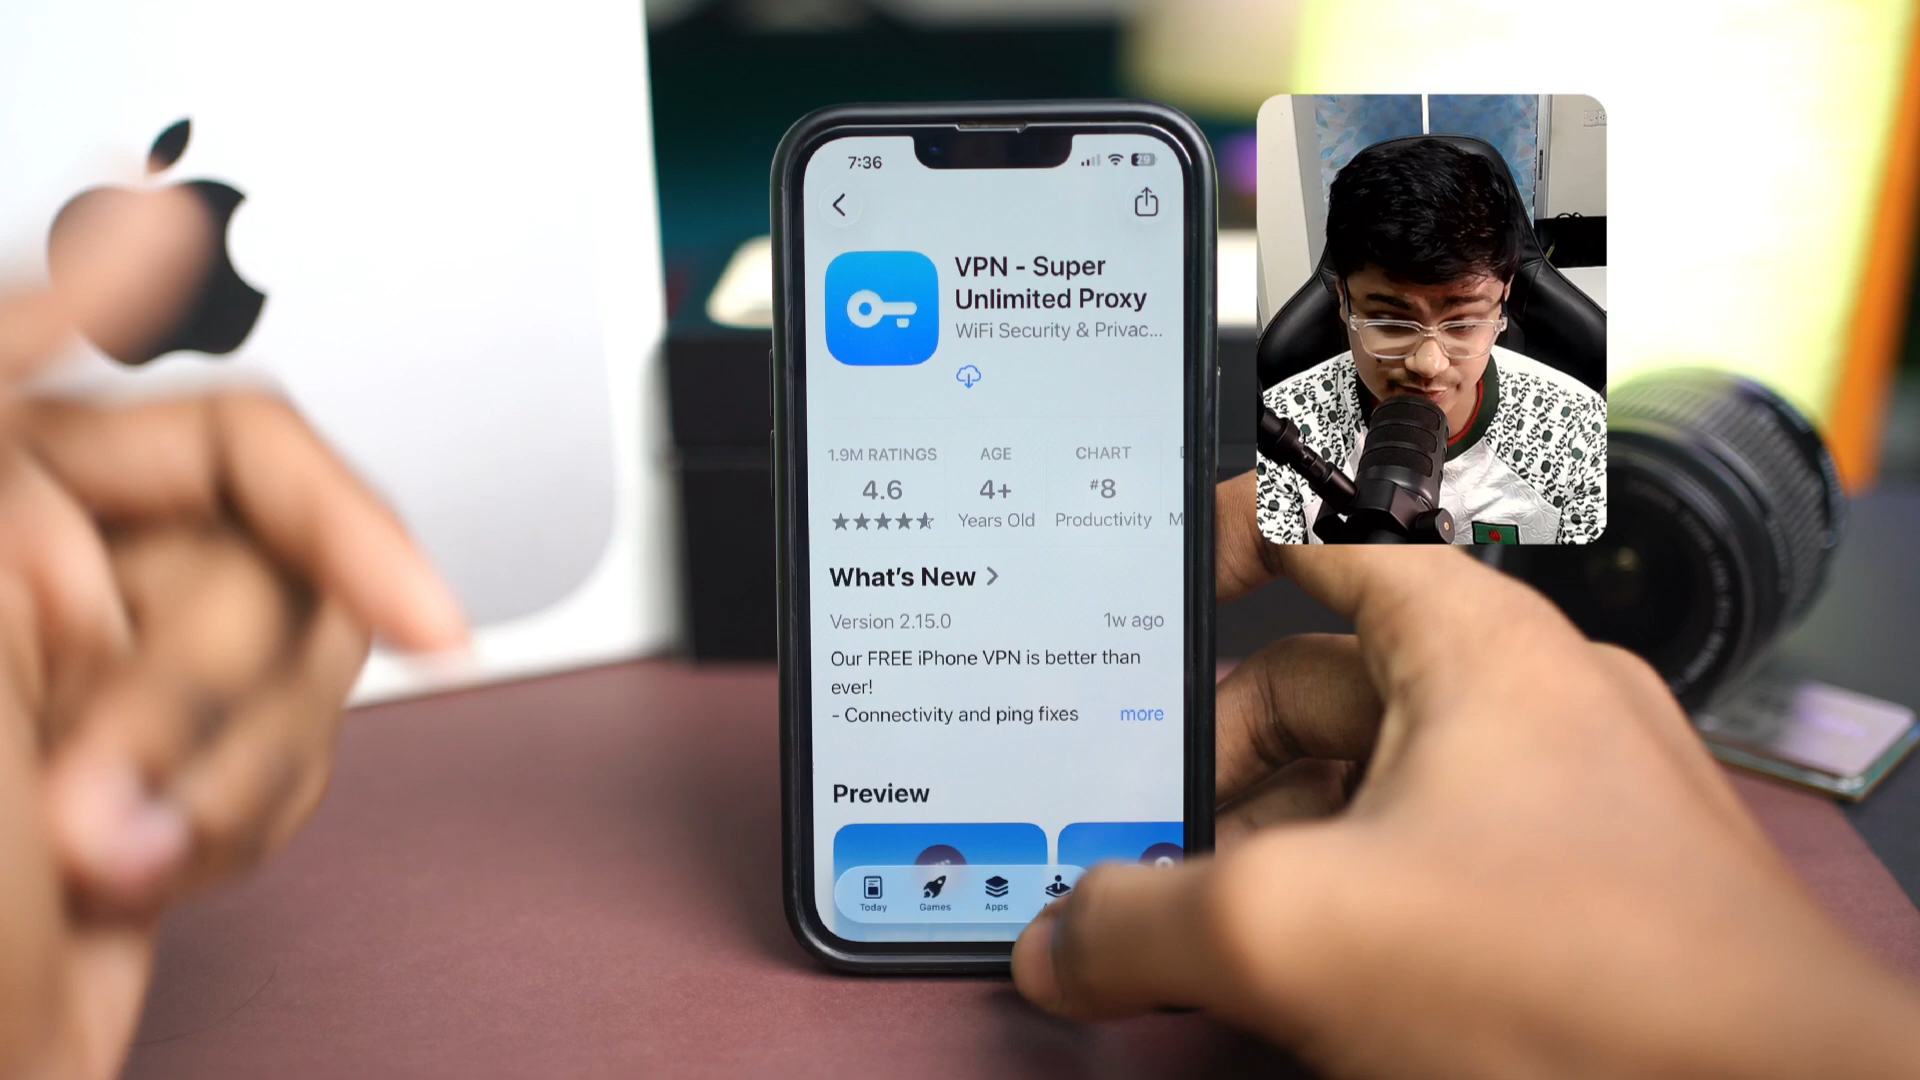 7:36
29
VPN - Super
Unlimited Proxy
WiFi Security & Privac...
1.9M RATINGS
AGE
CHART
4.6
4+
#8
★★★★⯨
Years Old
Productivity
What's New >
Version 2.15.0
1w ago
Our FREE iPhone VPN is better than
ever!
- Connectivity and ping fixes
more
Preview
Today
Games
Apps